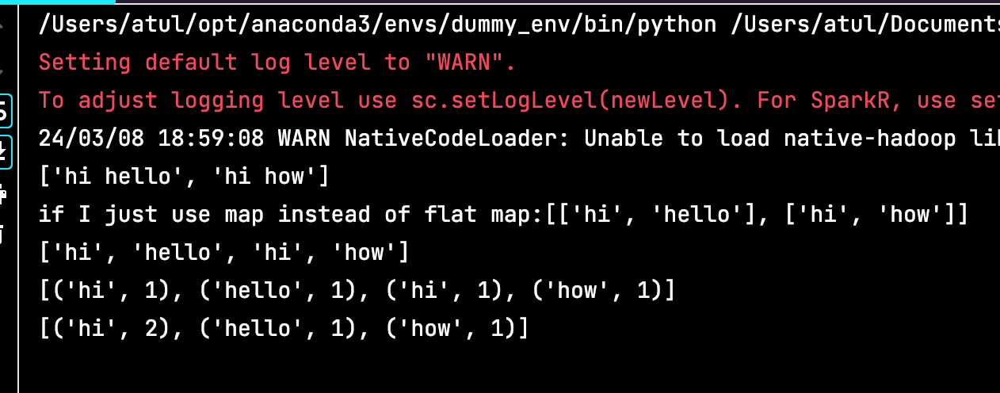 /Users/atul/opt/anaconda3/envs/dummy_env/bin/python /Users/atul/Documents
Setting default log level to "WARN".
To adjust logging level use sc.setLogLevel(newLevel). For SparkR, use set
24/03/08 18:59:08 WARN NativeCodeLoader: Unable to load native-hadoop lib
['hi hello', 'hi how']
if I just use map instead of flat map:[['hi', 'hello'], ['hi', 'how']]
['hi', 'hello', 'hi', 'how']
[('hi', 1), ('hello', 1), ('hi', 1), ('how', 1)]
[('hi', 2), ('hello', 1), ('how', 1)]